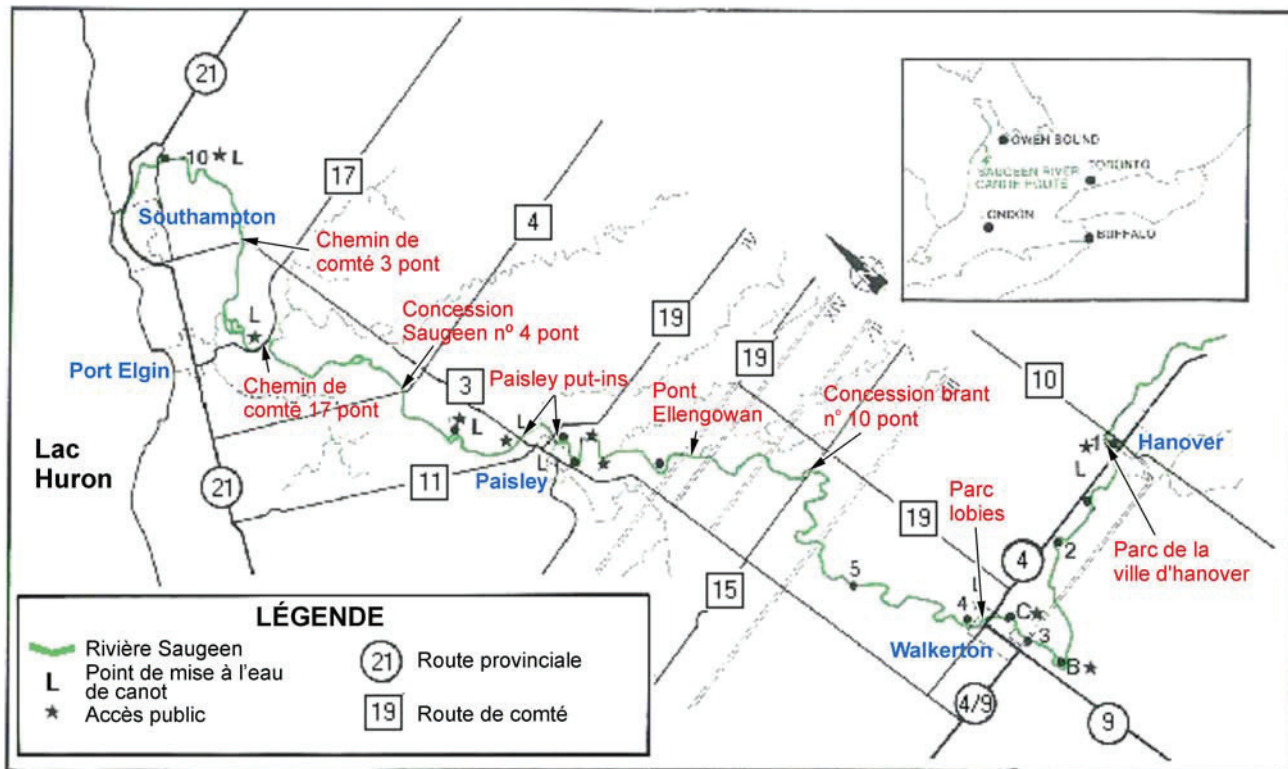 21
10
L
17
Southampton
Chemin de
comté 3 pont
4
Concession
Saugeen nº 4 pont
L
Port Elgin
Chemin de
comté 17 pont
3
Paisley put-ins
19
Pont
Ellengowan
19
Concession brant
nº 10 pont
10
1
Hanover
L
Lac
Huron
21
11
L
L
L
Paisley
15
5
19
Parc
lobies
4
2
Parc de la
ville d'hanover
4
C
3
B
Walkerton
4/9
9
OWEN SOUND
SAUGEEN RIVER
CANOE ROUTE
TORONTO
LONDON
BUFFALO
LÉGENDE
Rivière Saugeen
L
Point de mise à l'eau
de canot
Accès public
21
Route provinciale
19
Route de comté